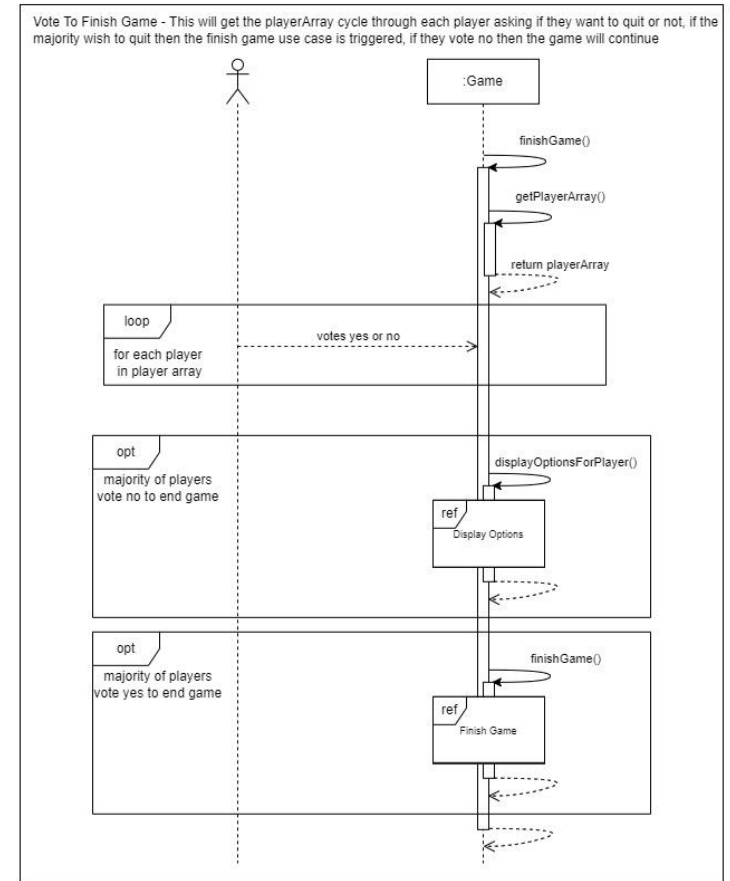 Vote To Finish Game - This will get the playerArray cycle through each player asking if they want to quit or not, if the
majority wish to quit then the finish game use case is triggered, if they vote no then the game will continue
:Game
finishGame()
getPlayerArray()
return playerArray
loop
votes yes or no
for each player
in player array
opt
displayOptionsForPlayer()
majority of players
vote no to end game
ref
Display Options
opt
finishGame()
majority of players
vote yes to end game
ref
Finish Game